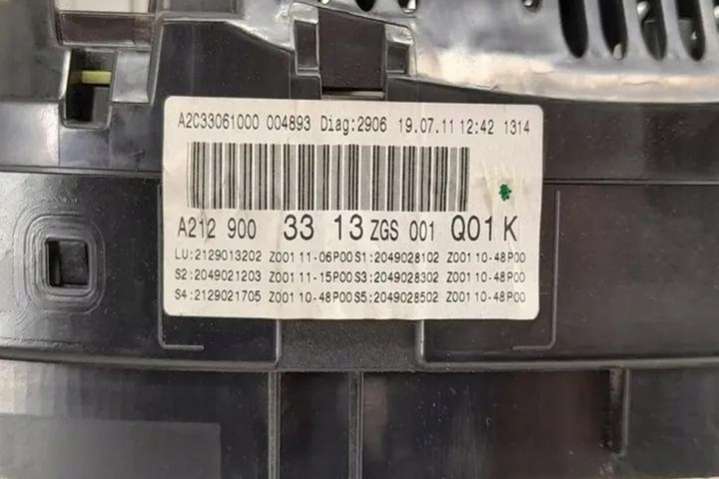 A2C33061000 004893 Diag:2906 19.07.11 12:42 1314
A212 900 33 13 ZGS 001 Q01 K
LU:2129013202 Z001 11-06P00 S1:2049028102 Z001 10-48P00
S2:2049021203 Z001 11-15P00 S3:2049028302 Z001 10-48P00
S4:2129021705 Z001 10-48P00 S5:2049028502 Z001 10-48P00